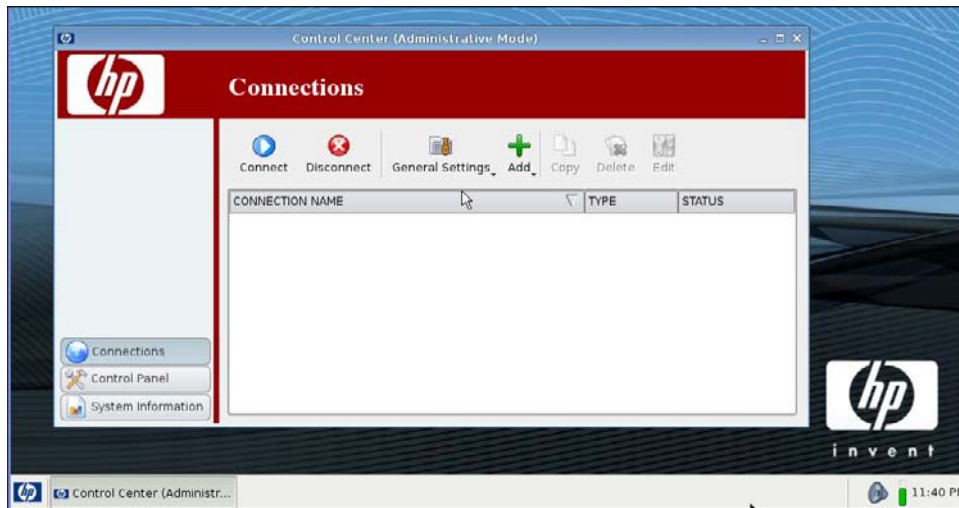 Control Center (Administrative Mode)
hp
Connections
Connect Disconnect General Settings Add Copy Delete Edit
CONNECTION NAME TYPE STATUS
Connections
Control Panel
System Information
hp
invent
Control Center (Administr...
11:40 P